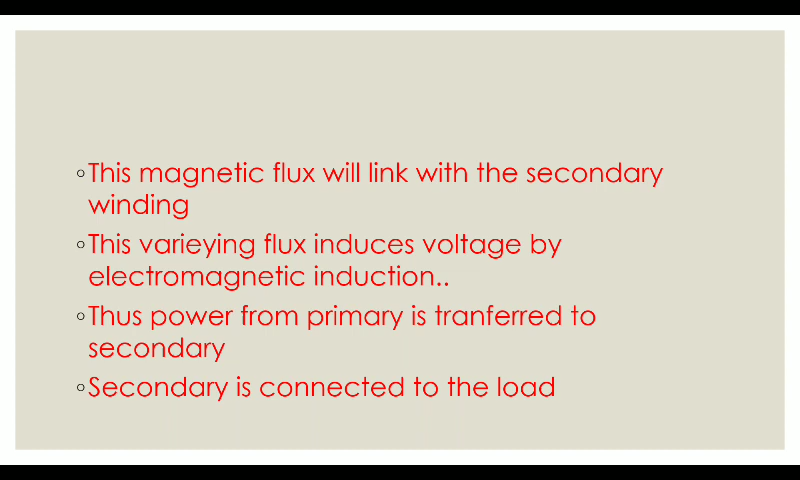 ◦This magnetic flux will link with the secondary
winding
◦This varieying flux induces voltage by
electromagnetic induction..
◦Thus power from primary is tranferred to
secondary
◦Secondary is connected to the load